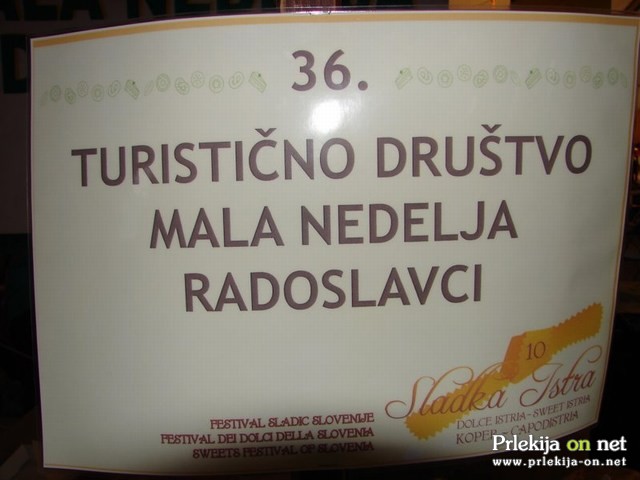 36.
TURISTIČNO DRUŠTVO
MALA NEDELJA
RADOSLAVCI
10
Sladka Istra
DOLCE ISTRIA - SWEET ISTRIA
KOPER - CAPODISTRIA
FESTIVAL SLADIC SLOVENIJE
FESTIVAL DEI DOLCI DELLA SLOVENIA
SWEETS FESTIVAL OF SLOVENIA
Prlekija on net
www.prlekija-on.net